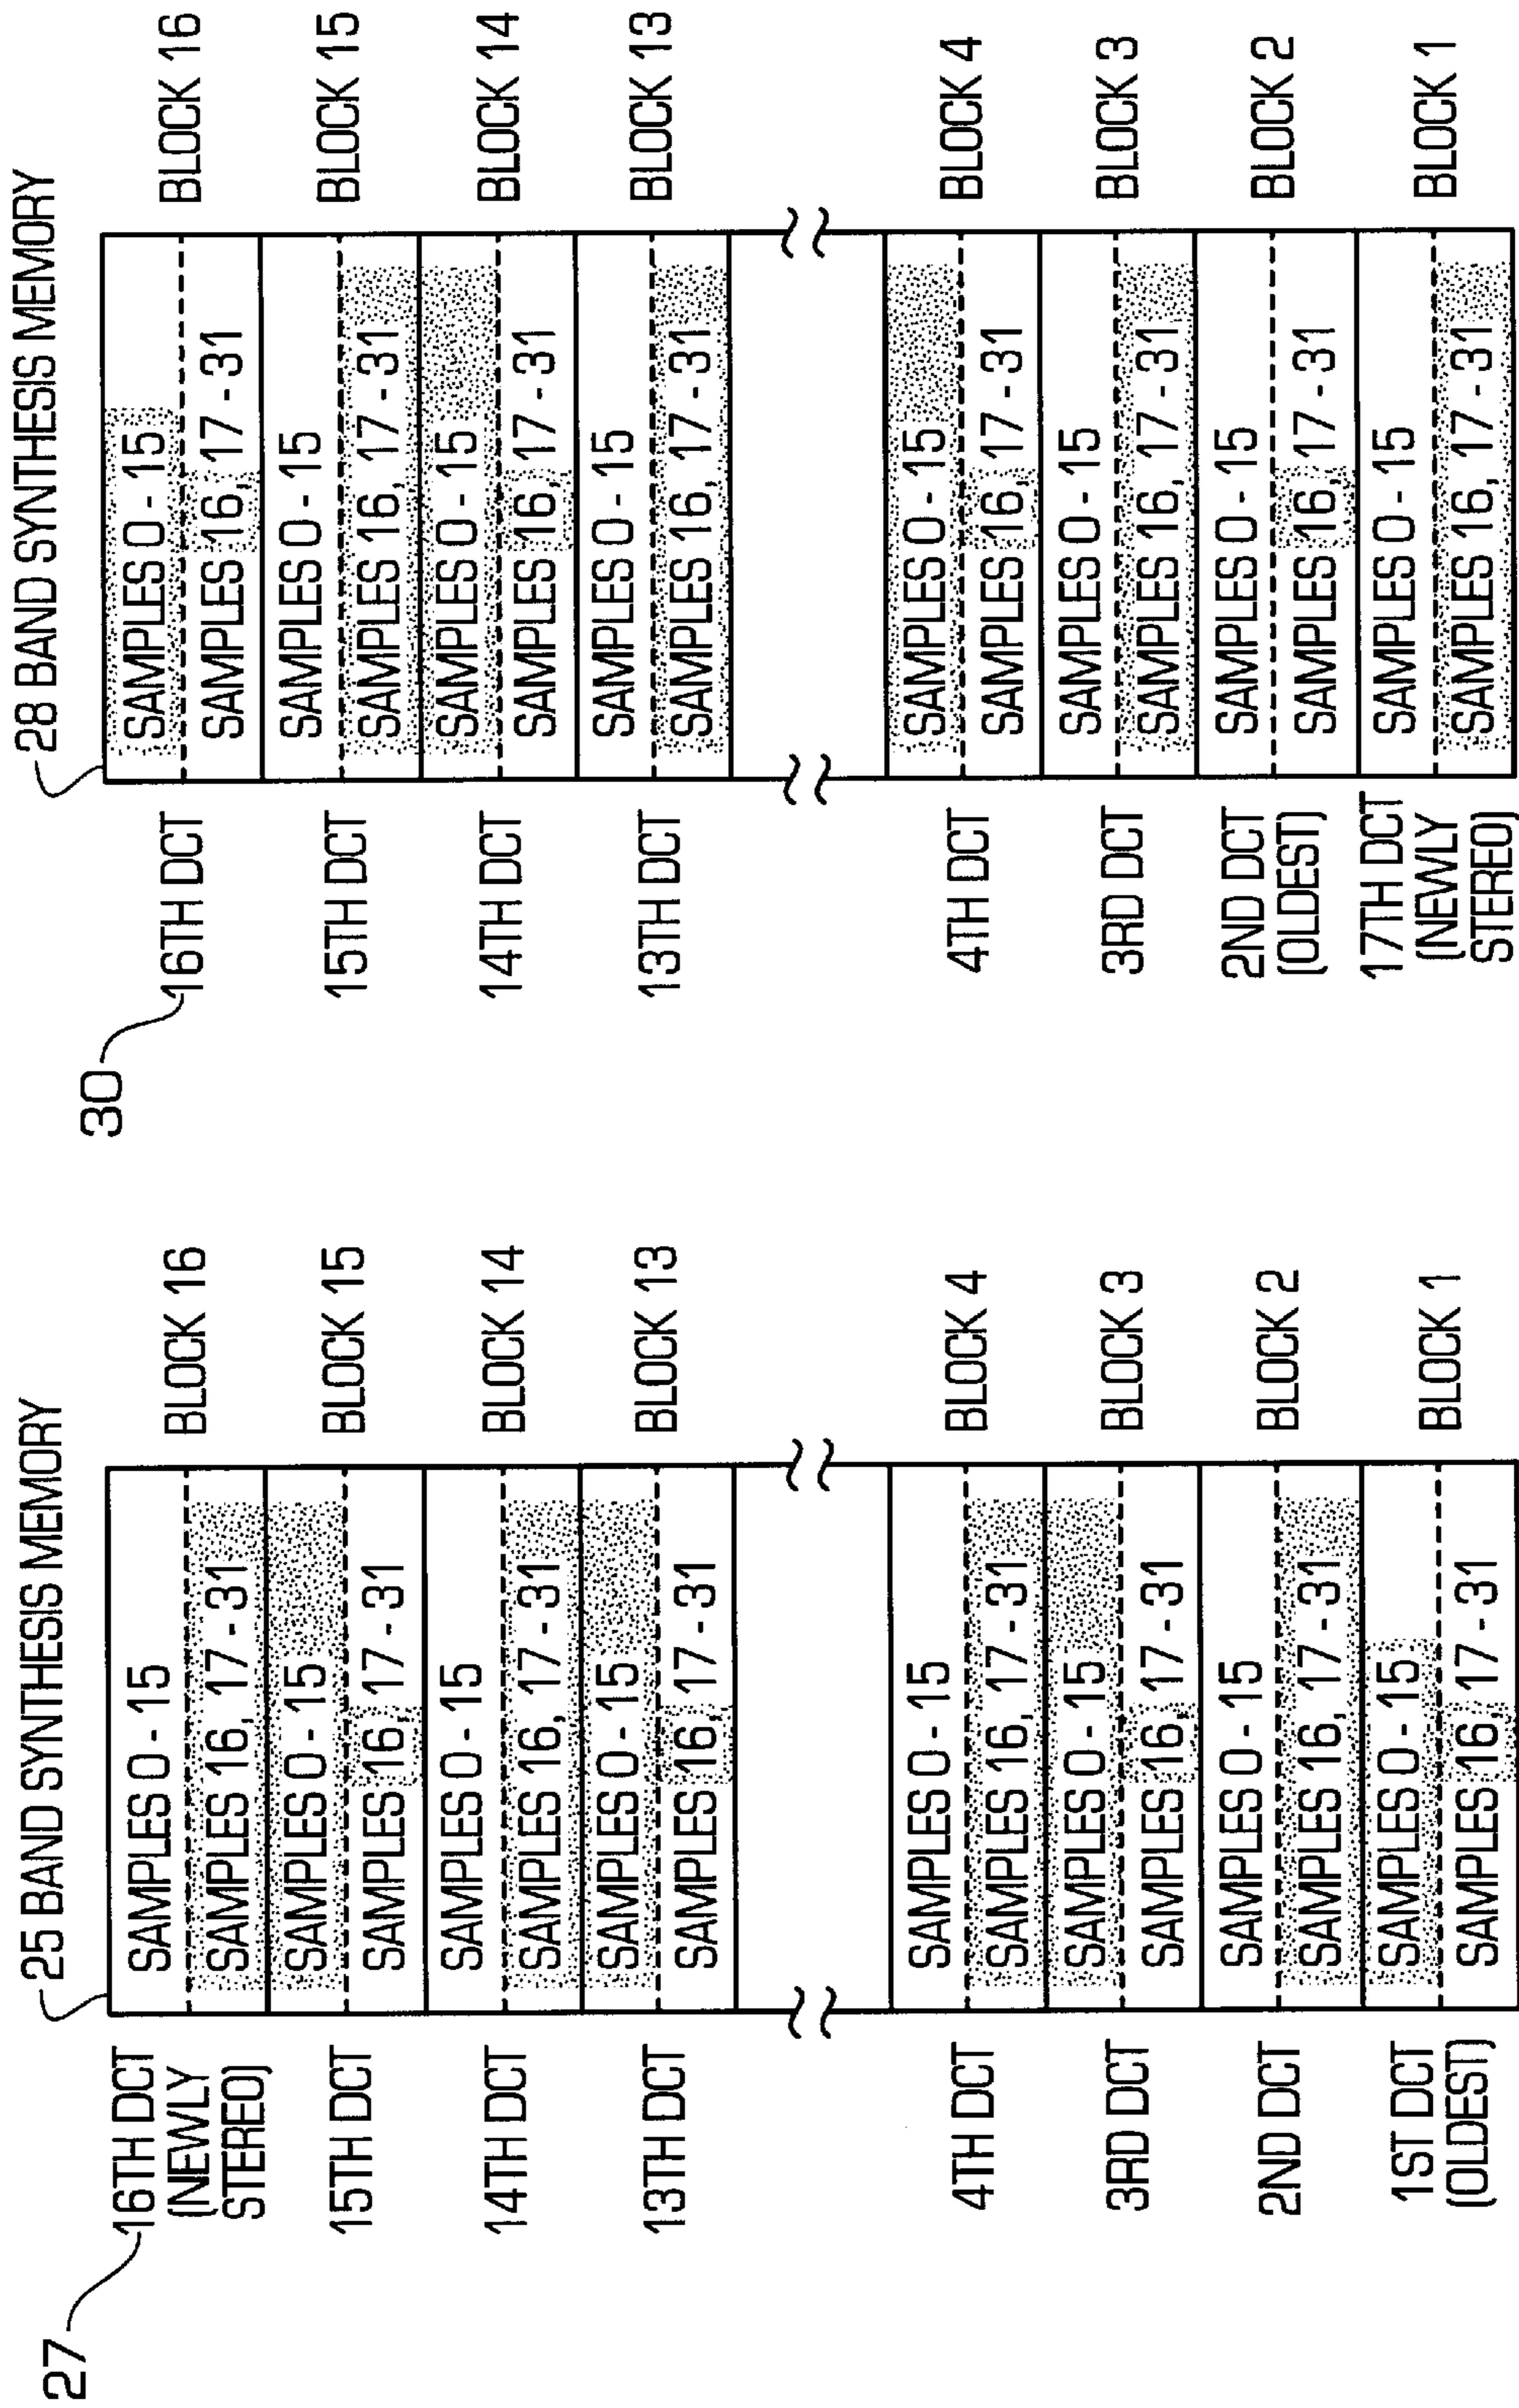 25 BAND SYNTHESIS MEMORY
27
16TH DCT
(NEWLY
STEREO)
SAMPLES 0 - 15
SAMPLES 16, 17 - 31
BLOCK 16
15TH DCT
SAMPLES 0 - 15
SAMPLES 16, 17 - 31
BLOCK 15
14TH DCT
SAMPLES 0 - 15
SAMPLES 16, 17 - 31
BLOCK 14
13TH DCT
SAMPLES 0 - 15
SAMPLES 16, 17 - 31
BLOCK 13
4TH DCT
SAMPLES 0 - 15
SAMPLES 16, 17 - 31
BLOCK 4
3RD DCT
SAMPLES 0 - 15
SAMPLES 16, 17 - 31
BLOCK 3
2ND DCT
SAMPLES 0 - 15
SAMPLES 16, 17 - 31
BLOCK 2
1ST DCT
(OLDEST)
SAMPLES 0 - 15
SAMPLES 16, 17 - 31
BLOCK 1
28 BAND SYNTHESIS MEMORY
30
16TH DCT
SAMPLES 0 - 15
SAMPLES 16, 17 - 31
BLOCK 16
15TH DCT
SAMPLES 0 - 15
SAMPLES 16, 17 - 31
BLOCK 15
14TH DCT
SAMPLES 0 - 15
SAMPLES 16, 17 - 31
BLOCK 14
13TH DCT
SAMPLES 0 - 15
SAMPLES 16, 17 - 31
BLOCK 13
4TH DCT
SAMPLES 0 - 15
SAMPLES 16, 17 - 31
BLOCK 4
3RD DCT
SAMPLES 0 - 15
SAMPLES 16, 17 - 31
BLOCK 3
2ND DCT
(OLDEST)
SAMPLES 0 - 15
SAMPLES 16, 17 - 31
BLOCK 2
17TH DCT
(NEWLY
STEREO)
SAMPLES 0 - 15
SAMPLES 16, 17 - 31
BLOCK 1